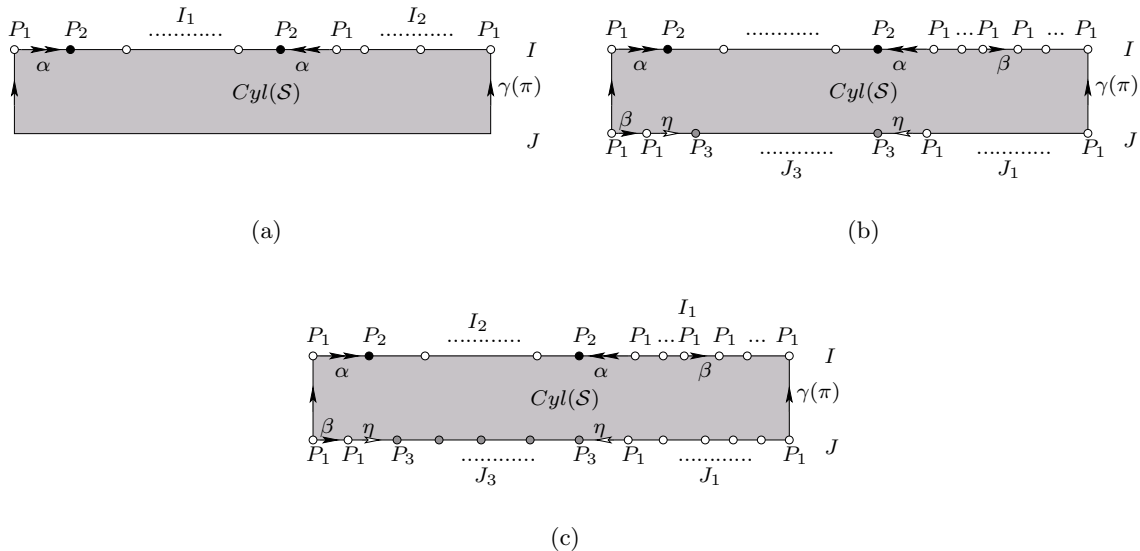 I₁ I₂
P₁ P₂ ............ P₂ P₁ .......... P₁
α α I
Cyl(𝒮) γ(π)
J
(a)
P₁ P₂ ............ P₂ P₁ ... P₁ ... P₁
α α β I
Cyl(𝒮) γ(π)
β η η
P₁ P₁ P₃ ............ P₃ P₁ ............ P₁ J
J₃ J₁
(b)
I₂ I₁
P₁ P₂ ............ P₂ P₁ ... P₁ P₁ ... P₁
α α β I
Cyl(𝒮) γ(π)
β η η
P₁ P₁ P₃ ............ P₃ P₁ ............ P₁ J
J₃ J₁
(c)